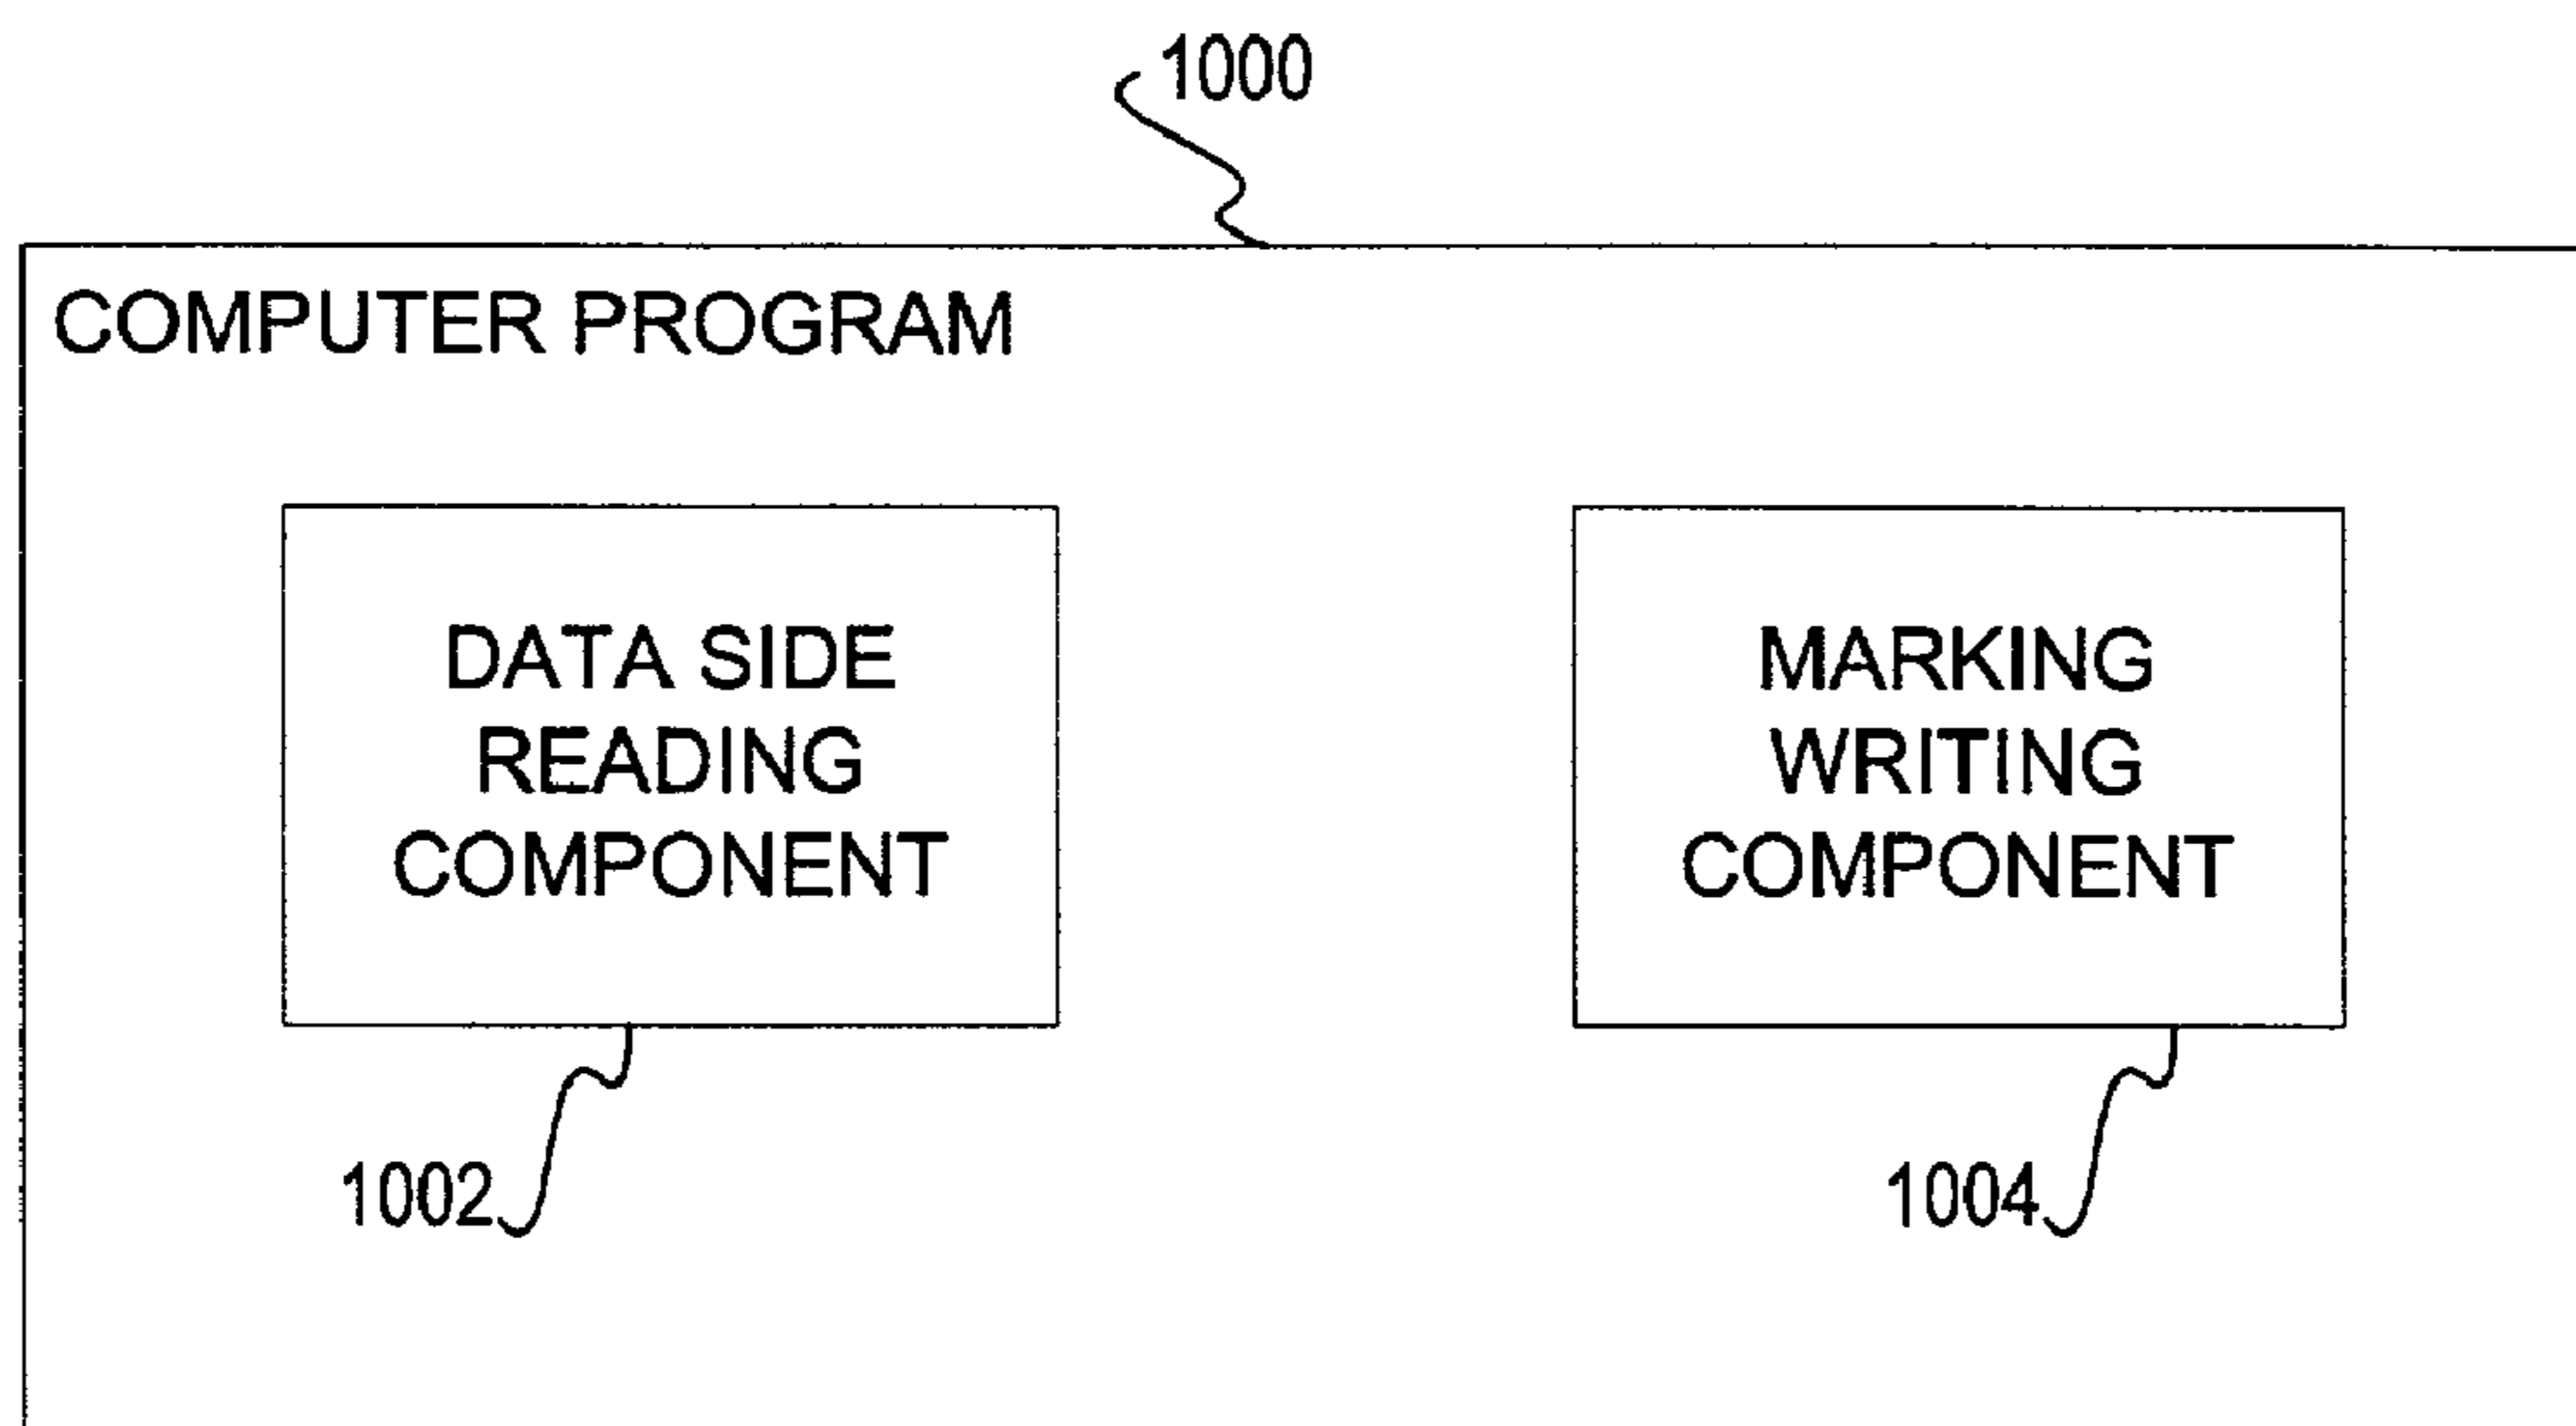 1000
COMPUTER PROGRAM
DATA SIDE
READING
COMPONENT
MARKING
WRITING
COMPONENT
1002
1004